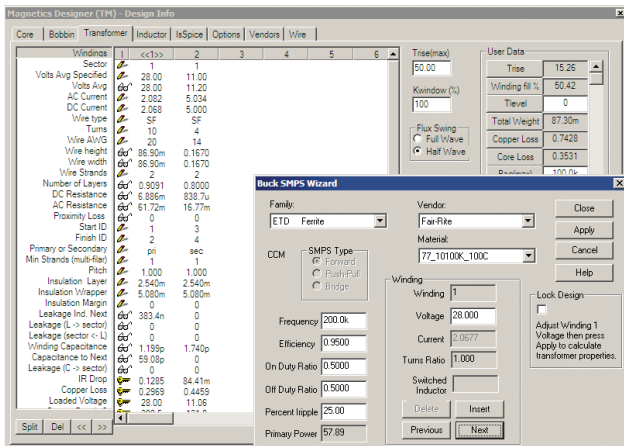 Magnetics Designer (TM) - Design Info
Core Bobbin Transformer Inductor IsSpice Options Vendors Wire
Windings I <<1>> 2 3 4 5 6
Sector 1 1
Volts Avg Specified 28.00 11.00
Volts Avg 28.00 11.20
AC Current 2.082 5.034
DC Current 2.068 5.000
Wire type SF SF
Turns 10 4
Wire AWG 20 14
Wire height 86.90m 0.1670
Wire width 86.90m 0.1670
Wire Strands 2 2
Number of Layers 0.9091 0.8000
DC Resistance 6.886m 838.7u
AC Resistance 61.72m 16.77m
Proximity Loss 0 0
Start ID 1 3
Finish ID 2 4
Primary or Secondary pri sec
Min Strands (multi-filar) 1 1
Pitch 1.000 1.000
Insulation Layer 2.540m 2.540m
Insulation Wrapper 5.080m 5.080m
Insulation Margin 0 0
Leakage Ind. Next 383.4n 0
Leakage (L -> sector) 0 0
Leakage (sector <- L) 0 0
Winding Capacitance 1.199p 1.740p
Capacitance to Next 59.08p 0
Leakage (C -> sector) 0 0
IR Drop 0.1285 84.41m
Copper Loss 0.2969 0.4459
Loaded Voltage 28.00 11.06
Split Del << >>
Trise(max)
50.00
Kwindow (%)
100
Flux Swing
Full Wave
Half Wave
User Data
Trise 15.26
Winding fill % 50.42
Tlevel 0
Total Weight 87.30m
Copper Loss 0.7428
Core Loss 0.3531
Buck SMPS Wizard
Family:
ETD Ferrite
Vendor:
Fair-Rite
Material:
77_10100K_100C
CCM
SMPS Type
Forward
Push-Pull
Bridge
Frequency 200.0k
Efficiency 0.9500
On Duty Ratio 0.5000
Off Duty Ratio 0.5000
Percent Iripple 25.00
Primary Power 57.89
Winding
Winding 1
Voltage 28.000
Current 2.0677
Turns Ratio 1.000
Switched
Inductor
Delete Insert
Previous Next
Close
Apply
Cancel
Help
Lock Design
Adjust Winding 1
Voltage then press
Apply to calculate
transformer properties.